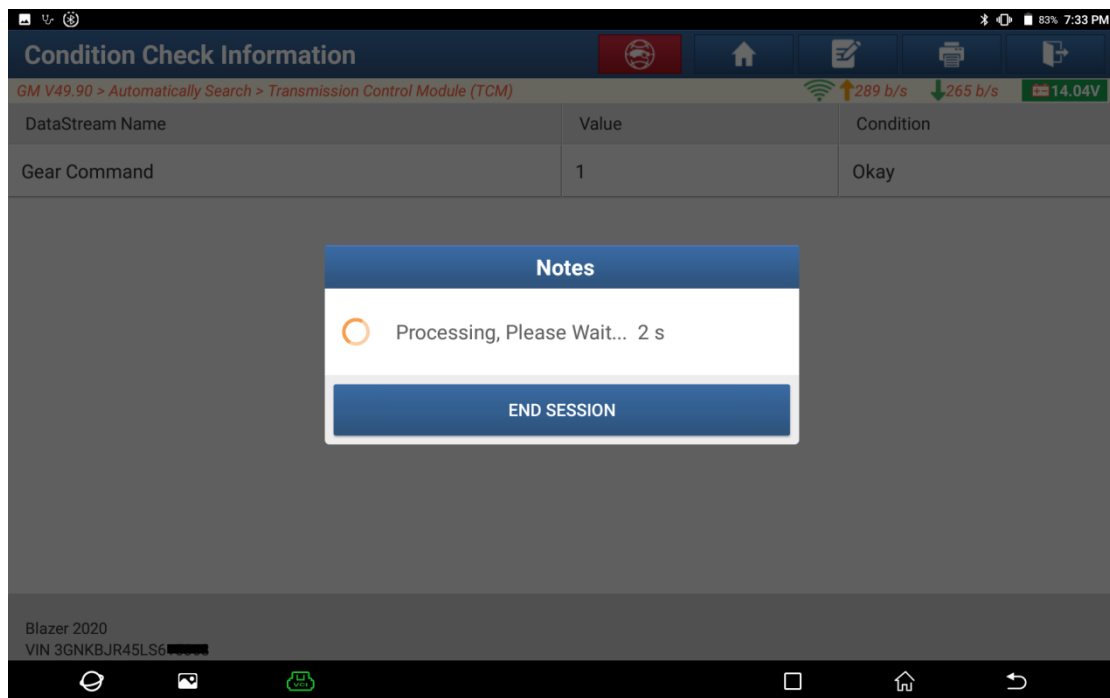 83% 7:33 PM
Condition Check Information
GM V49.90 > Automatically Search > Transmission Control Module (TCM) 289 b/s 265 b/s 14.04V
DataStream Name Value Condition
Gear Command 1 Okay
Notes
Processing, Please Wait... 2 s
END SESSION
Blazer 2020
VIN 3GNKBJR45LS6
VCI